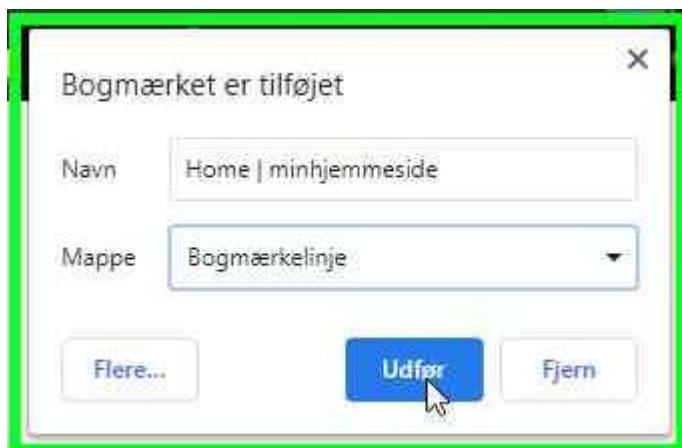 Bogmærket er tilføjet
Navn Home | minhjemmeside
Mappe Bogmærkelinje
Flere... Udfør Fjern